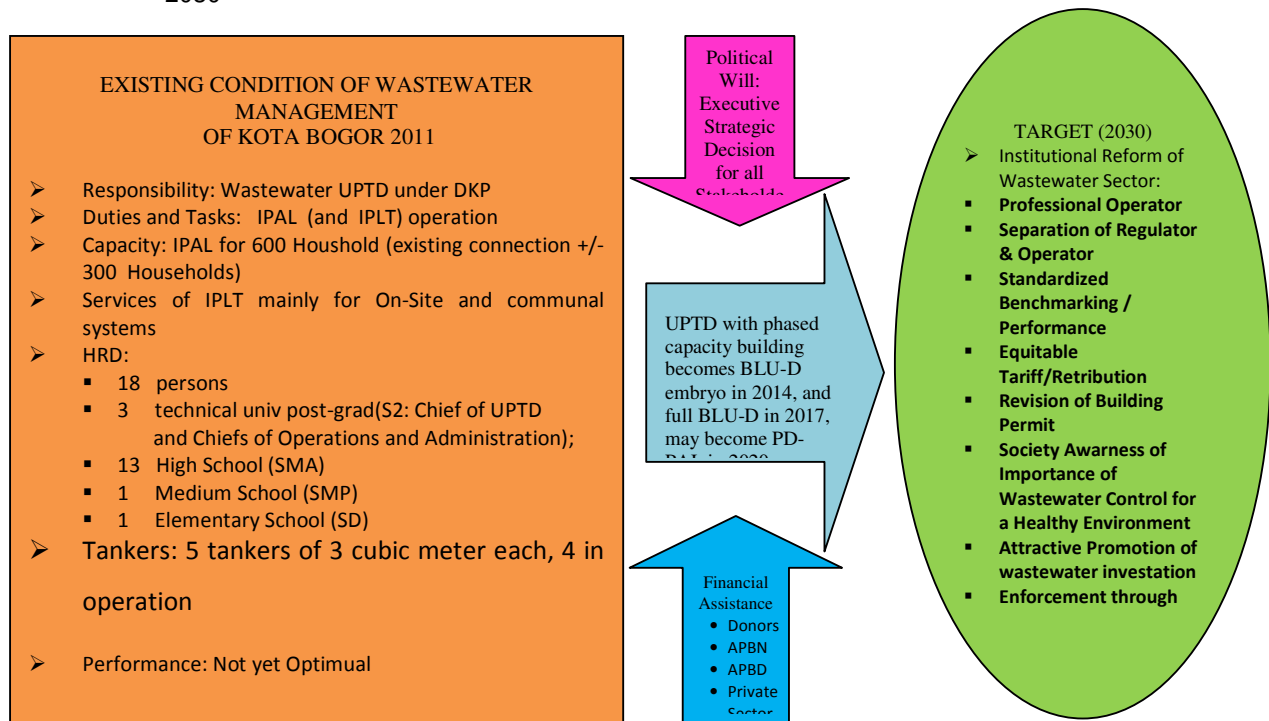 EXISTING CONDITION OF WASTEWATER
MANAGEMENT
OF KOTA BOGOR 2011
➢ Responsibility: Wastewater UPTD under DKP
➢ Duties and Tasks: IPAL (and IPLT) operation
➢ Capacity: IPAL for 600 Houshold (existing connection +/-
300 Households)
➢ Services of IPLT mainly for On-Site and communal
systems
➢ HRD:
▪ 18 persons
▪ 3 technical univ post-grad(S2: Chief of UPTD
and Chiefs of Operations and Administration);
▪ 13 High School (SMA)
▪ 1 Medium School (SMP)
▪ 1 Elementary School (SD)
➢ Tankers: 5 tankers of 3 cubic meter each, 4 in
operation
➢ Performance: Not yet Optimual
Political
Will:
Executive
Strategic
Decision
for all
Stakeholde
UPTD with phased
capacity building
becomes BLU-D
embryo in 2014, and
full BLU-D in 2017,
may become PD-
Financial
Assistance
• Donors
• APBN
• APBD
• Private
Sector
TARGET (2030)
➢ Institutional Reform of
Wastewater Sector:
▪ Professional Operator
▪ Separation of Regulator
& Operator
▪ Standardized
Benchmarking /
Performance
▪ Equitable
Tariff/Retribution
▪ Revision of Building
Permit
▪ Society Awarness of
Importance of
Wastewater Control for
a Healthy Environment
▪ Attractive Promotion of
wastewater investation
▪ Enforcement through